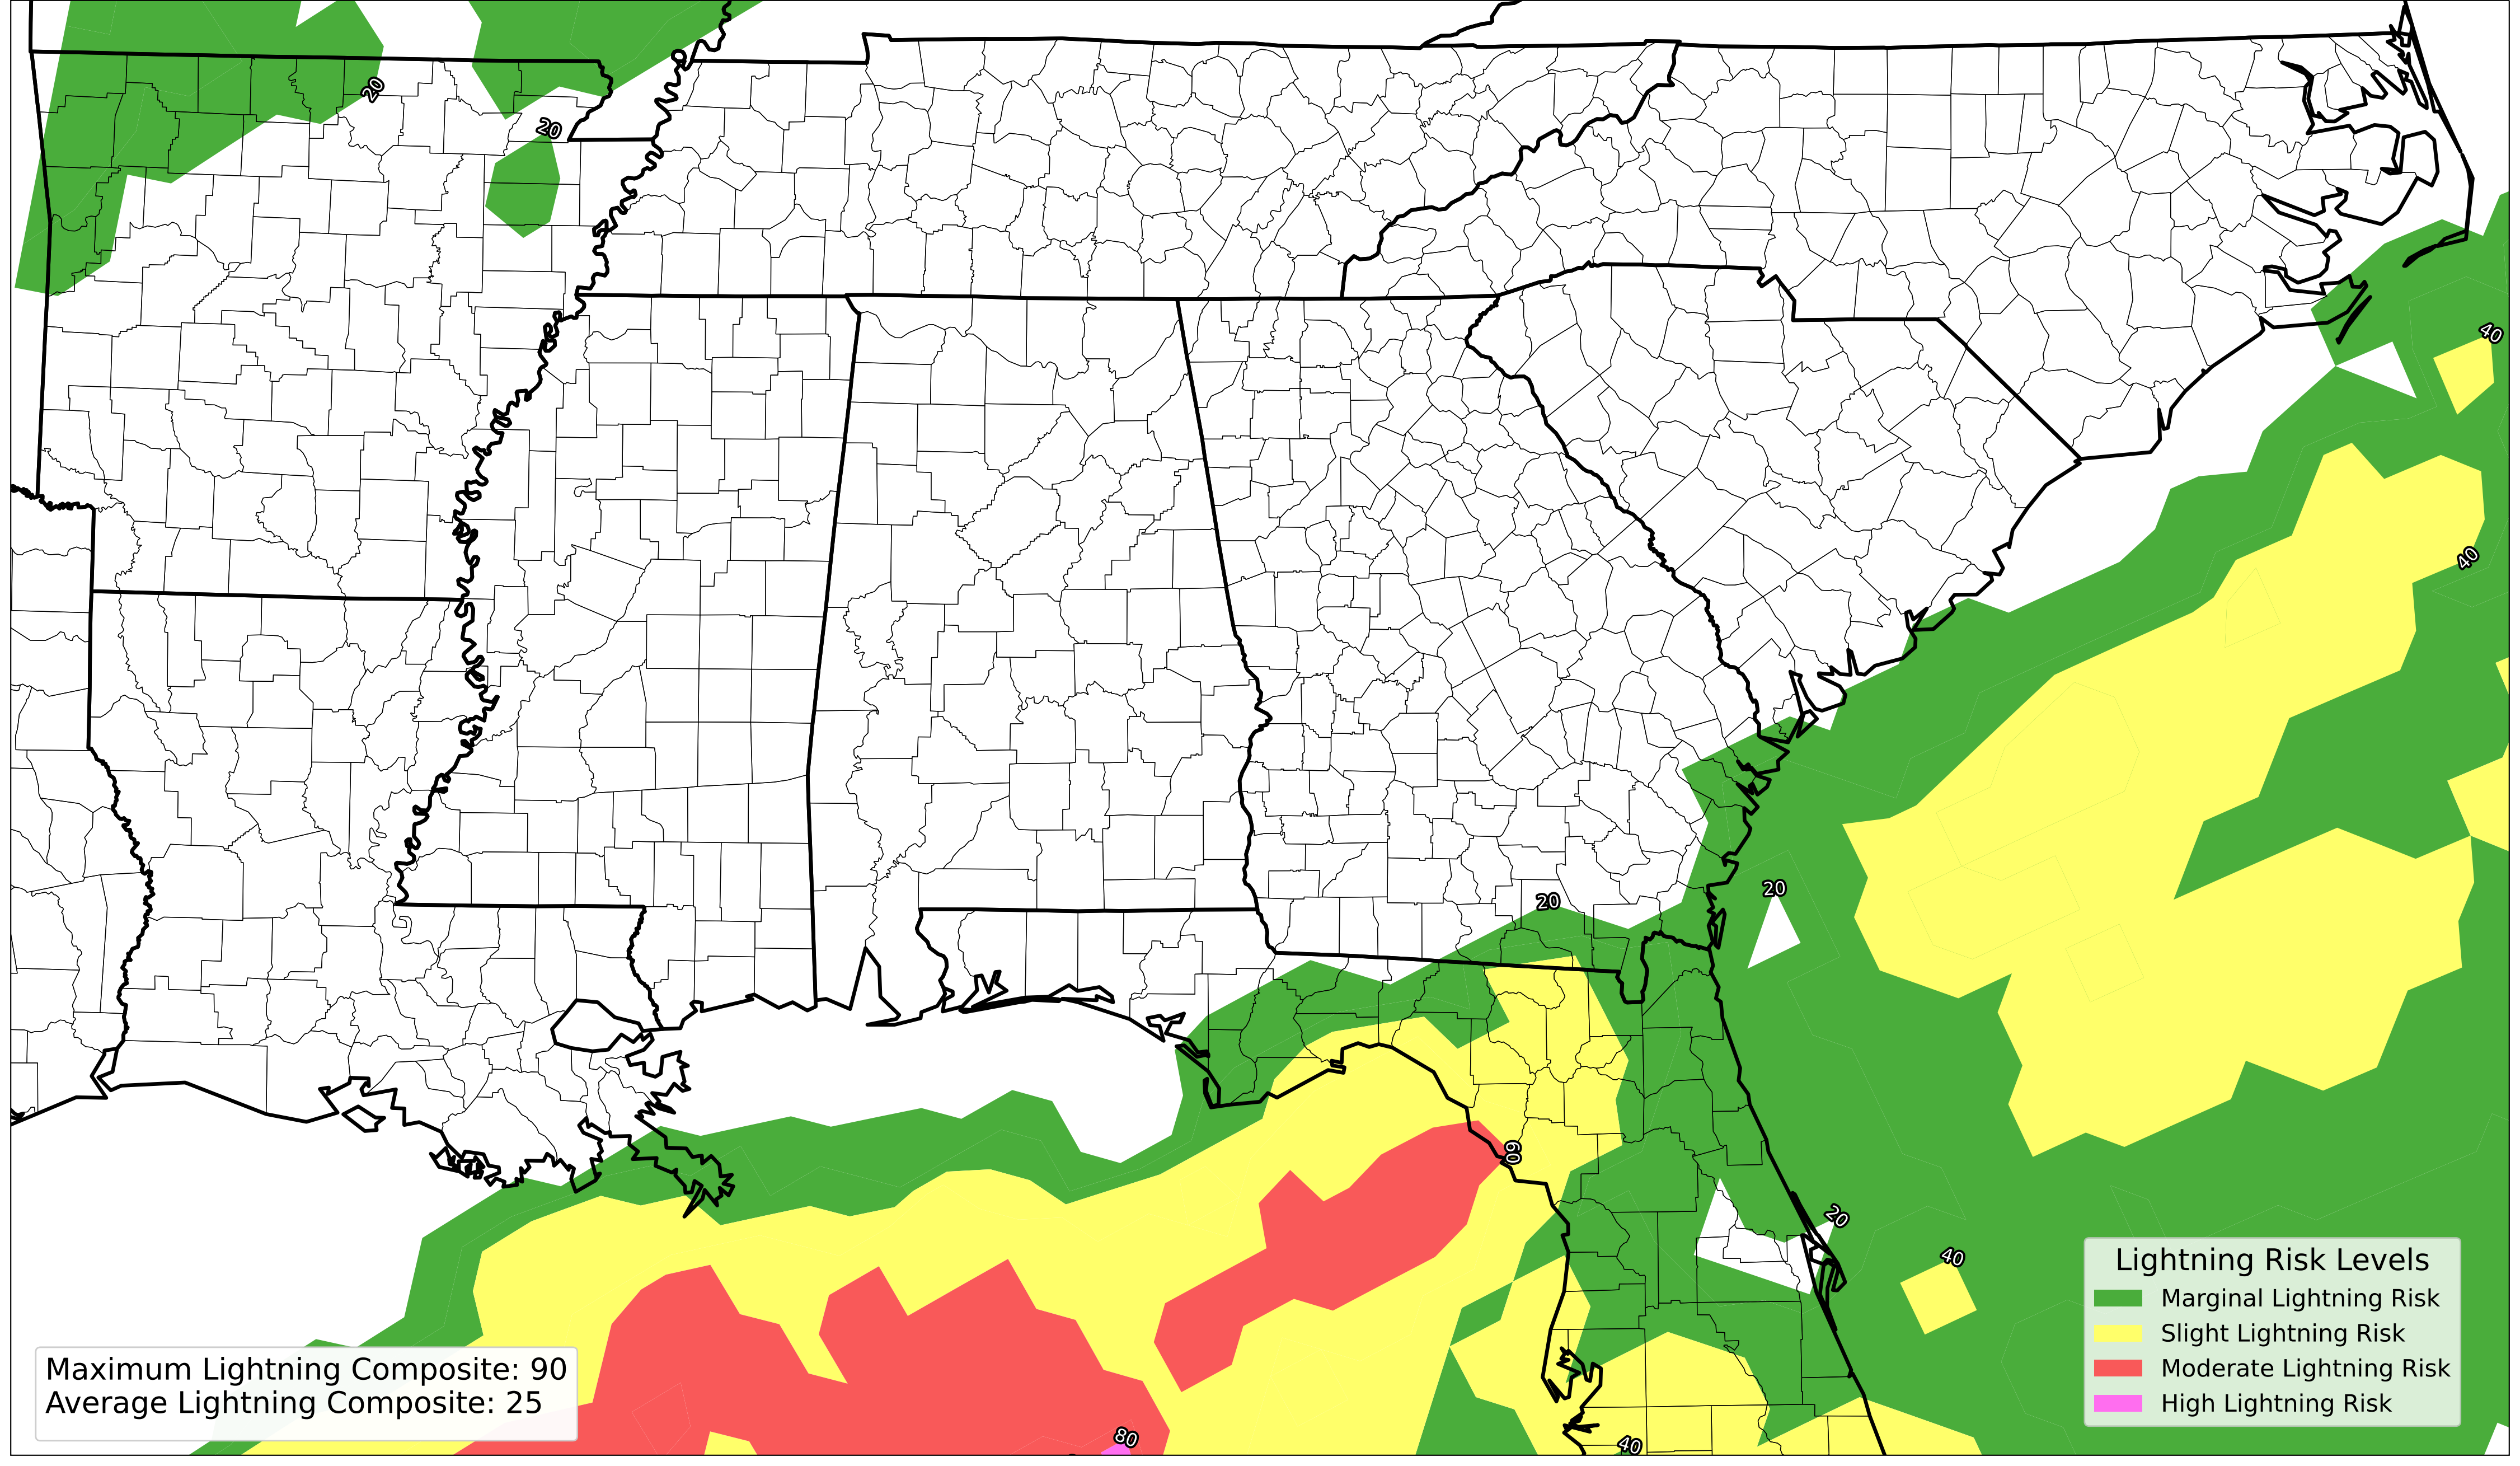 20
20
40
40
20
20
60
20
40
Lightning Risk Levels
Marginal Lightning Risk
Slight Lightning Risk
Moderate Lightning Risk
High Lightning Risk
Maximum Lightning Composite: 90
Average Lightning Composite: 25
80
40